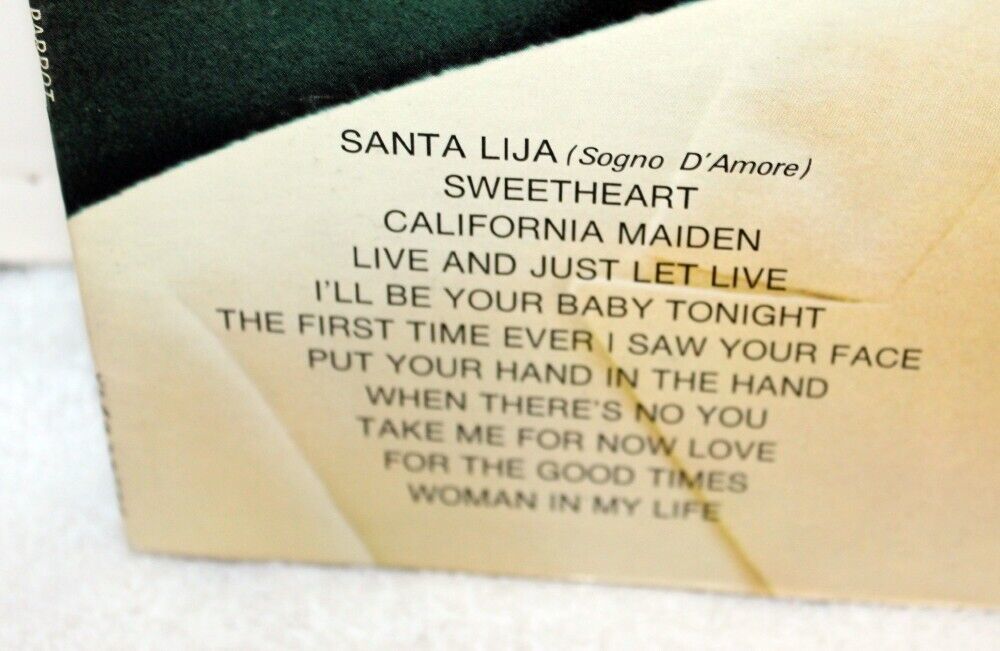 PARROT
SANTA LIJA (Sogno D'Amore)
SWEETHEART
CALIFORNIA MAIDEN
LIVE AND JUST LET LIVE
I'LL BE YOUR BABY TONIGHT
THE FIRST TIME EVER I SAW YOUR FACE
PUT YOUR HAND IN THE HAND
WHEN THERE'S NO YOU
TAKE ME FOR NOW LOVE
FOR THE GOOD TIMES
WOMAN IN MY LIFE